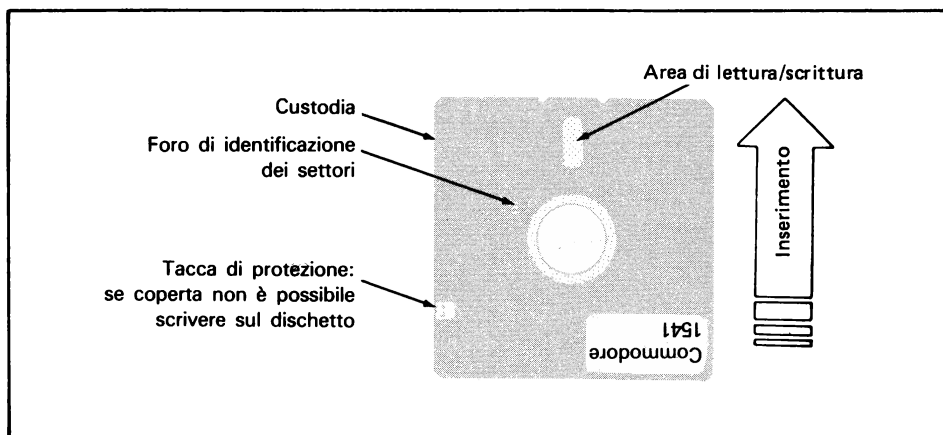 Area di lettura/scrittura
Custodia
Foro di identificazione
dei settori
Inserimento
Tacca di protezione:
se coperta non è possibile
scrivere sul dischetto
Commodore
1541